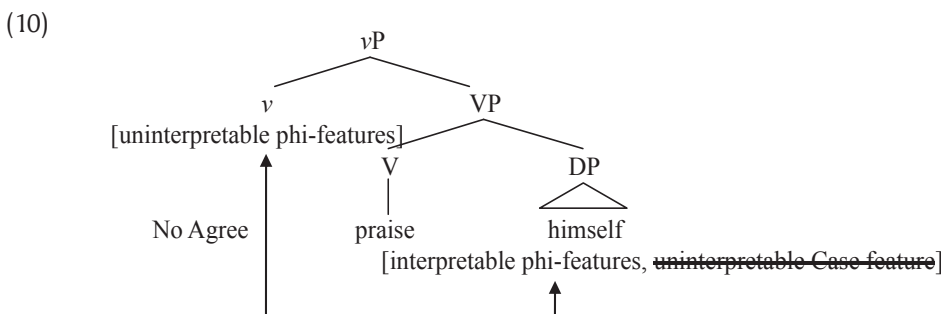 (10)
vP
v VP
[uninterpretable phi-features]
V DP
No Agree praise himself
[interpretable phi-features, uninterpretable Case feature]